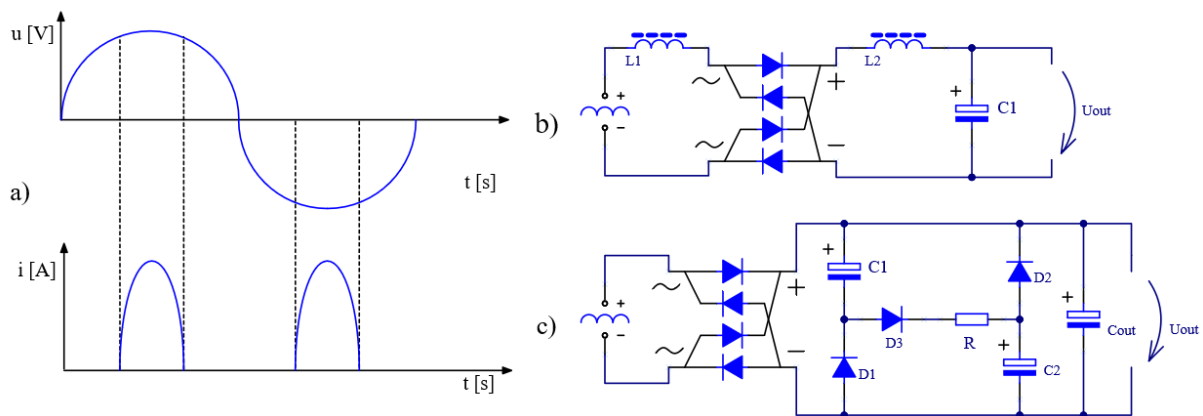 a)
u [V]
t [s]
i [A]
t [s]
b)
L1
+
−
~
~
+
−
L2
+
C1
Uout
c)
+
−
~
~
+
−
+
C1
D1
D3
R
D2
+
C2
+
Cout
Uout